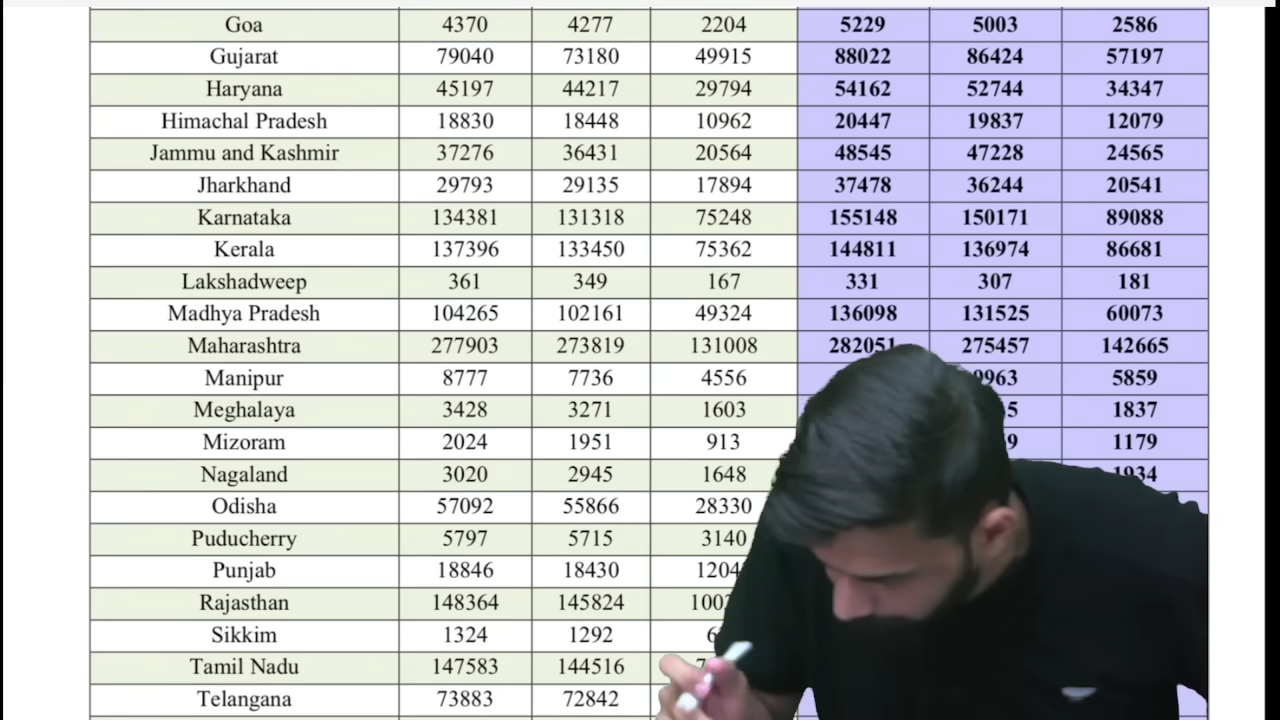 Goa 4370 4277 2204 5229 5003 2586
Gujarat 79040 73180 49915 88022 86424 57197
Haryana 45197 44217 29794 54162 52744 34347
Himachal Pradesh 18830 18448 10962 20447 19837 12079
Jammu and Kashmir 37276 36431 20564 48545 47228 24565
Jharkhand 29793 29135 17894 37478 36244 20541
Karnataka 134381 131318 75248 155148 150171 89088
Kerala 137396 133450 75362 144811 136974 86681
Lakshadweep 361 349 167 331 307 181
Madhya Pradesh 104265 102161 49324 136098 131525 60073
Maharashtra 277903 273819 131008 282051 275457 142665
Manipur 8777 7736 4556 5859
Meghalaya 3428 3271 1603 1837
Mizoram 2024 1951 913 1179
Nagaland 3020 2945 1648 1934
Odisha 57092 55866 28330
Puducherry 5797 5715 3140
Punjab 18846 18430
Rajasthan 148364 145824
Sikkim 1324 1292
Tamil Nadu 147583 144516
Telangana 73883 72842